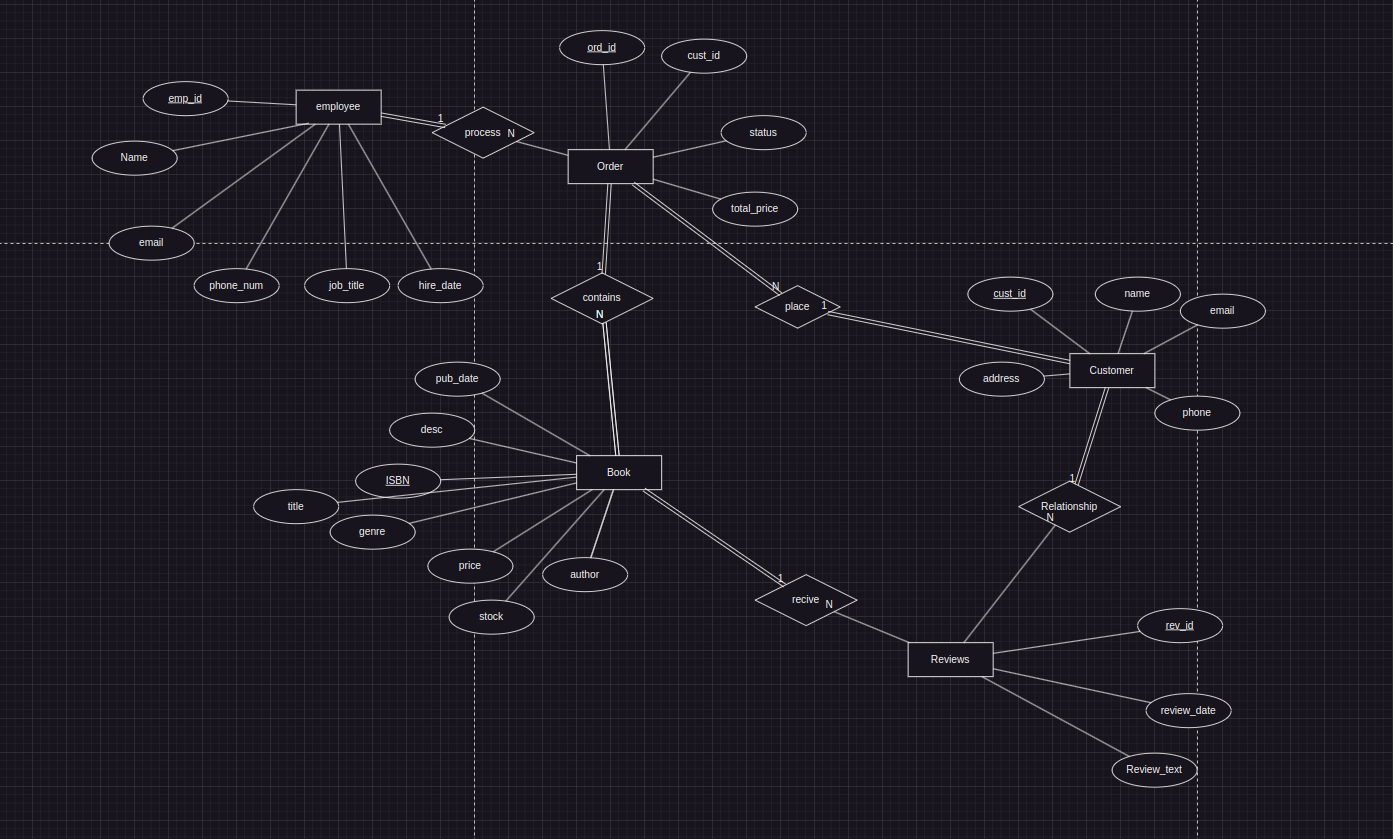 ord_id
cust_id
emp_id
employee
1
process
N
status
Name
Order
total_price
email
phone_num
job_title
hire_date
1
contains
N
N
place
1
cust_id
name
email
address
Customer
phone
pub_date
desc
ISBN
Book
title
genre
price
author
stock
1
Relationship
N
1
recive
N
rev_id
Reviews
review_date
Review_text